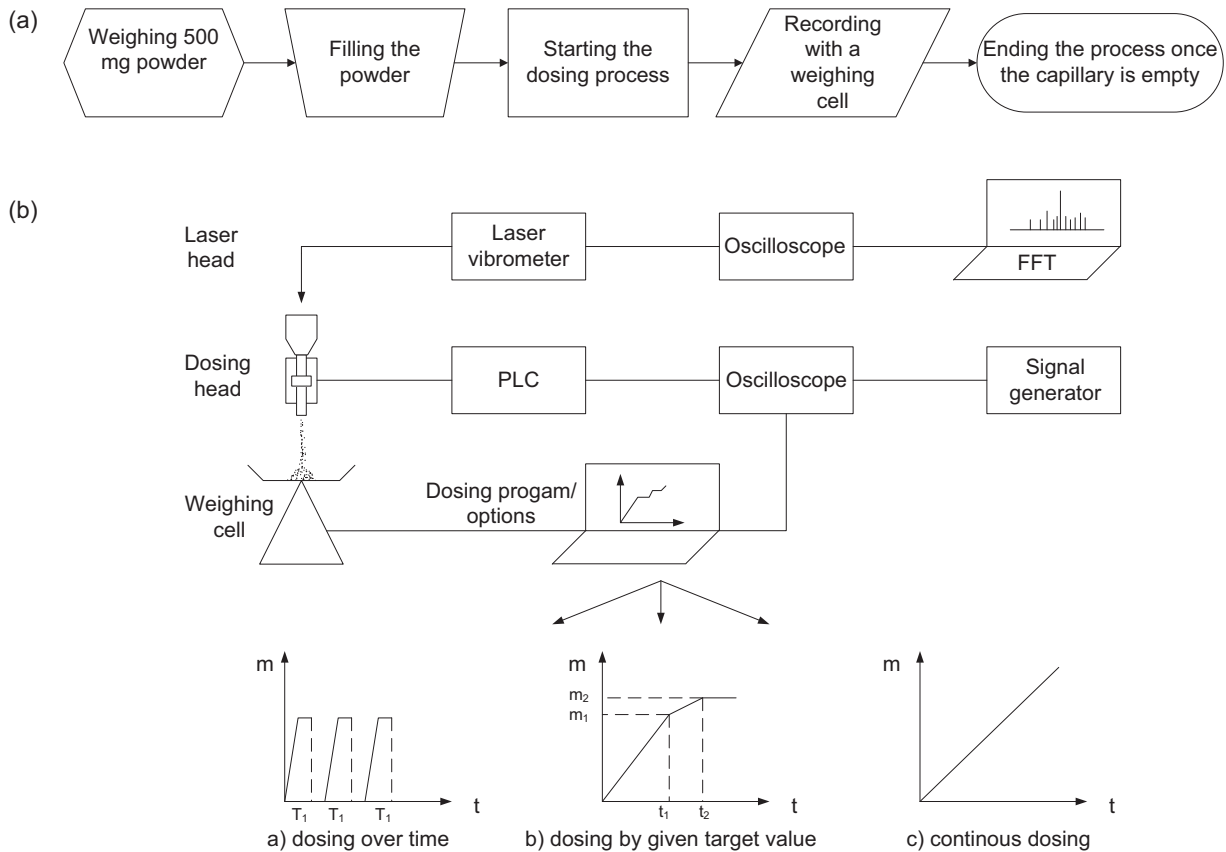 (a)
Weighing 500
mg powder
Filling the
powder
Starting the
dosing process
Recording
with a
weighing
cell
Ending the process once
the capillary is empty
(b)
Laser
head
Laser
vibrometer
Oscilloscope
FFT
Dosing
head
PLC
Oscilloscope
Signal
generator
Weighing
cell
Dosing progam/
options
m
T1 T1 T1
t
a) dosing over time
m
m2
m1
t1 t2
t
b) dosing by given target value
m
t
c) continous dosing